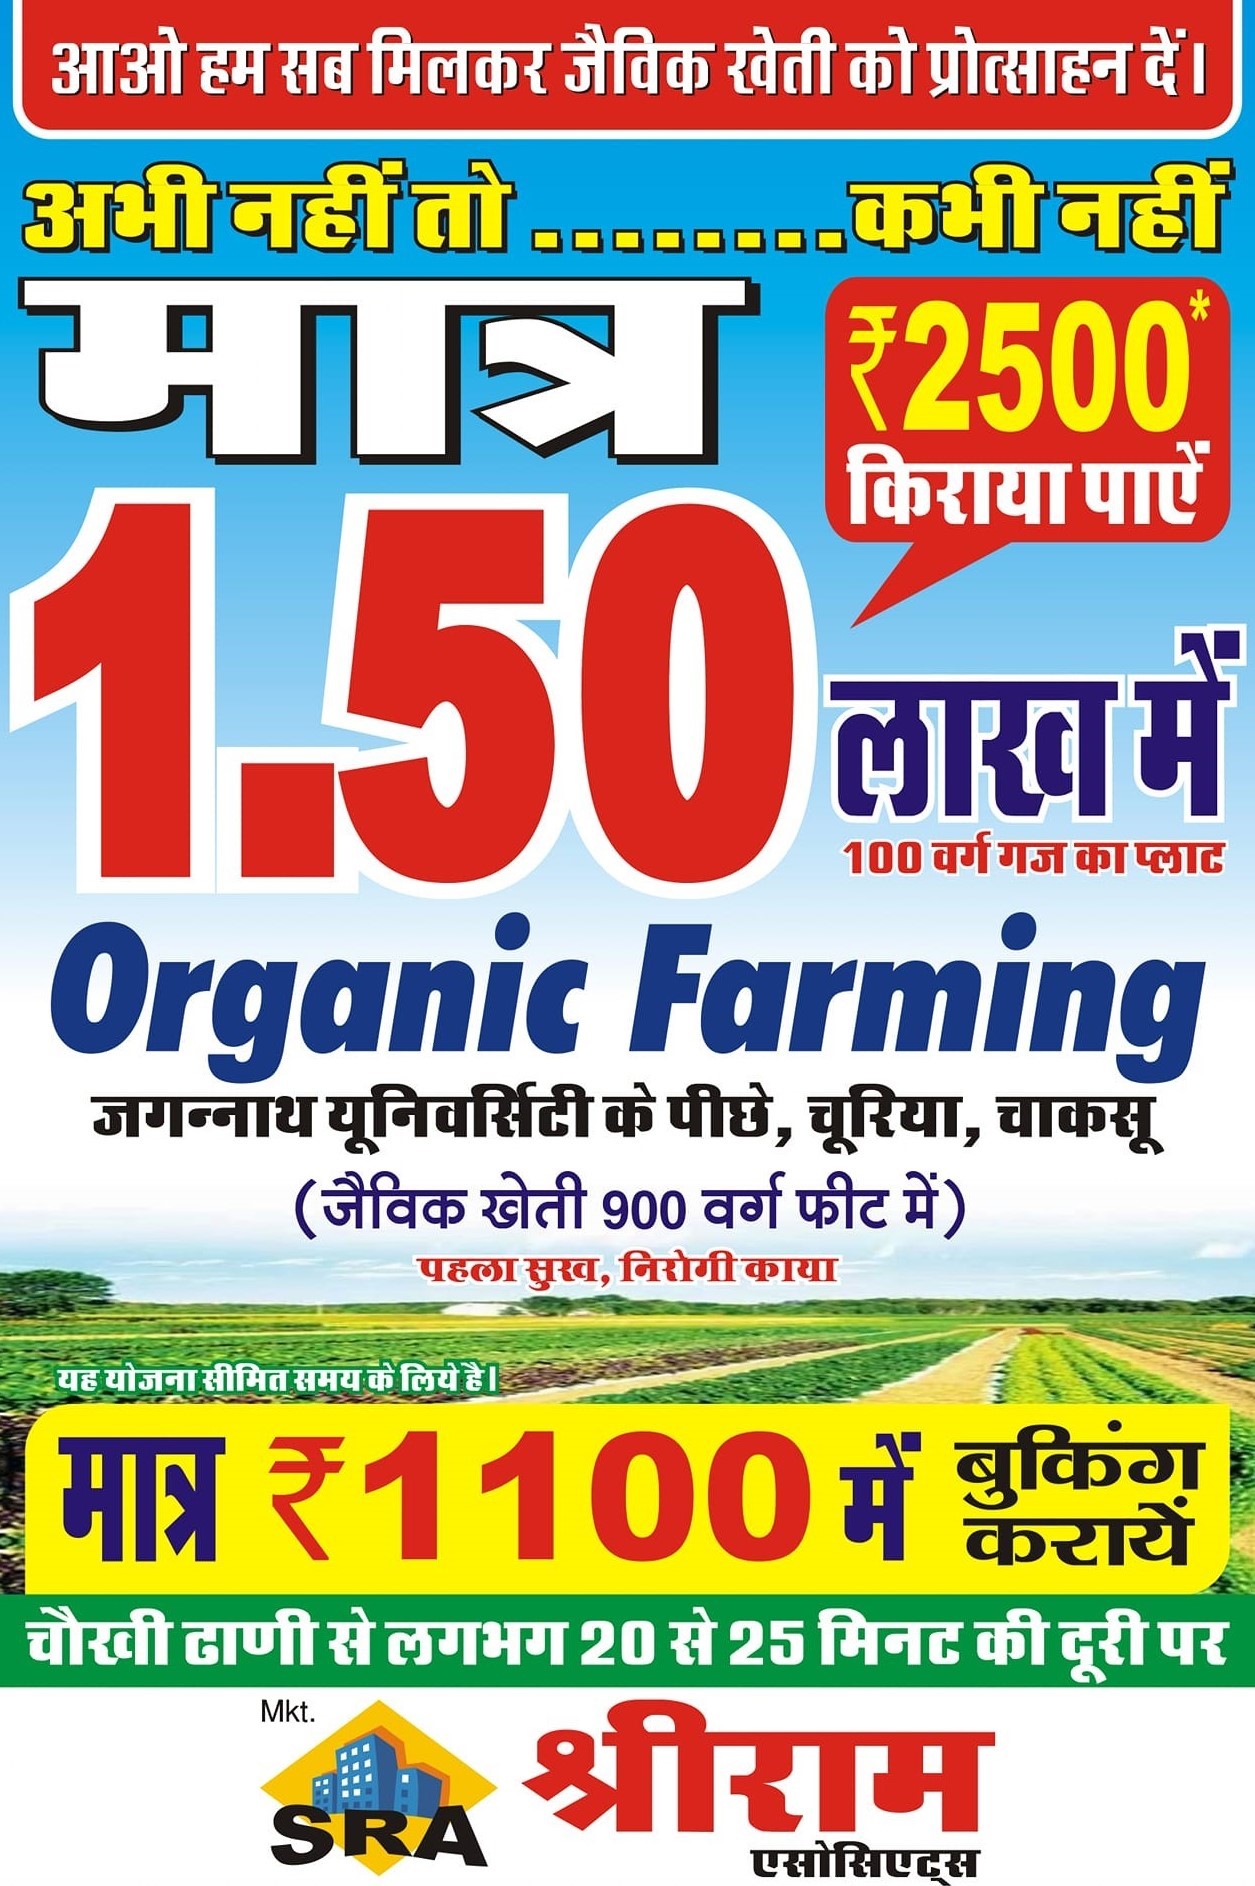 आओ हम सब मिलकर जैविक खेती को प्रोत्साहन दें।
अभी नहीं तो ........कभी नहीं
मात्र
₹2500*
किराया पाऐं
1.50 लाख में
100 वर्ग गज का प्लाट
Organic Farming
जगन्नाथ यूनिवर्सिटी के पीछे, चूरिया, चाकसू
(जैविक खेती 900 वर्ग फीट में)
पहला सुख, निरोगी काया
यह योजना सीमित समय के लिये है।
मात्र ₹1100 में बुकिंग करायें
चौखी ढाणी से लगभग 20 से 25 मिनट की दूरी पर
Mkt.
SRA
श्रीराम
एसोसिएट्स